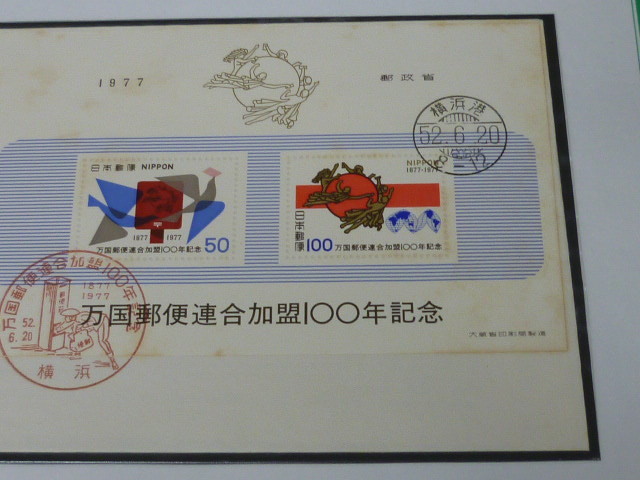 1977
郵政省
横浜港
52.6.20
-12
日本郵便 NIPPON
1877 1977
万国郵便連合加盟100年記念 50
NIPPON
1877-1977
日本郵便
100
万国郵便連合加盟100年記念
万国郵便連合加盟100年記念
1877
1977
52.
6.20
横浜
万国郵便連合加盟100年記念
大蔵省印刷局製造